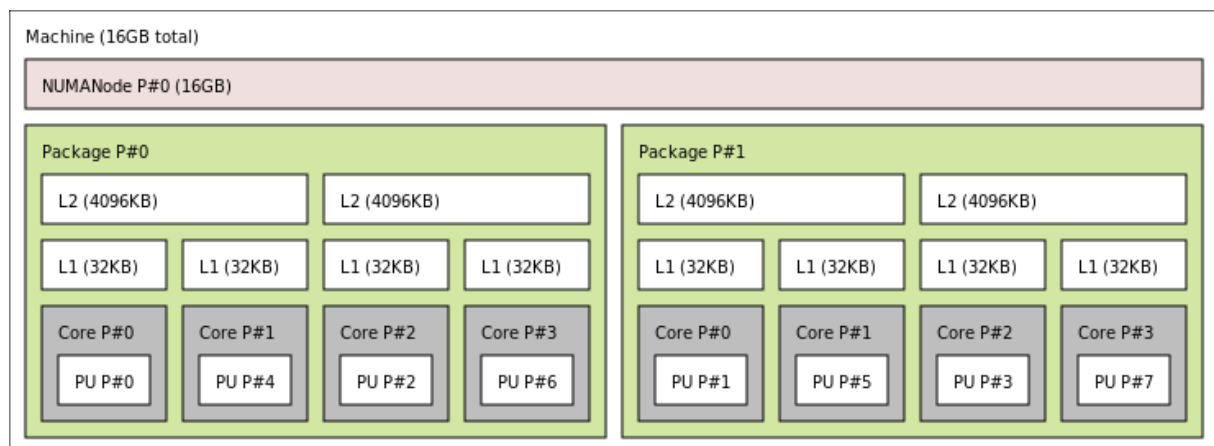 Machine (16GB total)
NUMANode P#0 (16GB)
Package P#0
L2 (4096KB)
L2 (4096KB)
L1 (32KB)
L1 (32KB)
L1 (32KB)
L1 (32KB)
Core P#0
PU P#0
Core P#1
PU P#4
Core P#2
PU P#2
Core P#3
PU P#6
Package P#1
L2 (4096KB)
L2 (4096KB)
L1 (32KB)
L1 (32KB)
L1 (32KB)
L1 (32KB)
Core P#0
PU P#1
Core P#1
PU P#5
Core P#2
PU P#3
Core P#3
PU P#7